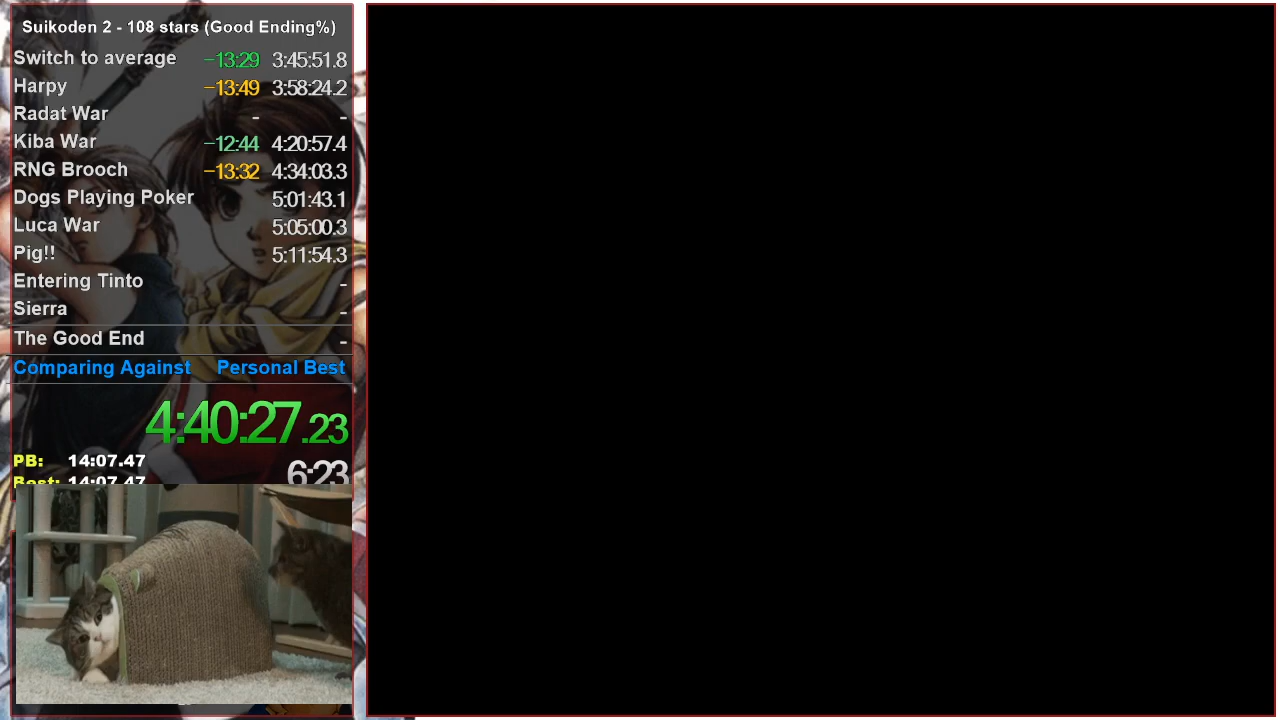 Suikoden 2 - 108 stars (Good Ending%)
Switch to average −13:29 3:45:51.8
Harpy −13:49 3:58:24.2
Radat War - -
Kiba War −12:44 4:20:57.4
RNG Brooch −13:32 4:34:03.3
Dogs Playing Poker 5:01:43.1
Luca War 5:05:00.3
Pig!! 5:11:54.3
Entering Tinto -
Sierra -
The Good End -
Comparing Against Personal Best
4:40:27.23
PB: 14:07.47 6:23
Best: 14:07.47